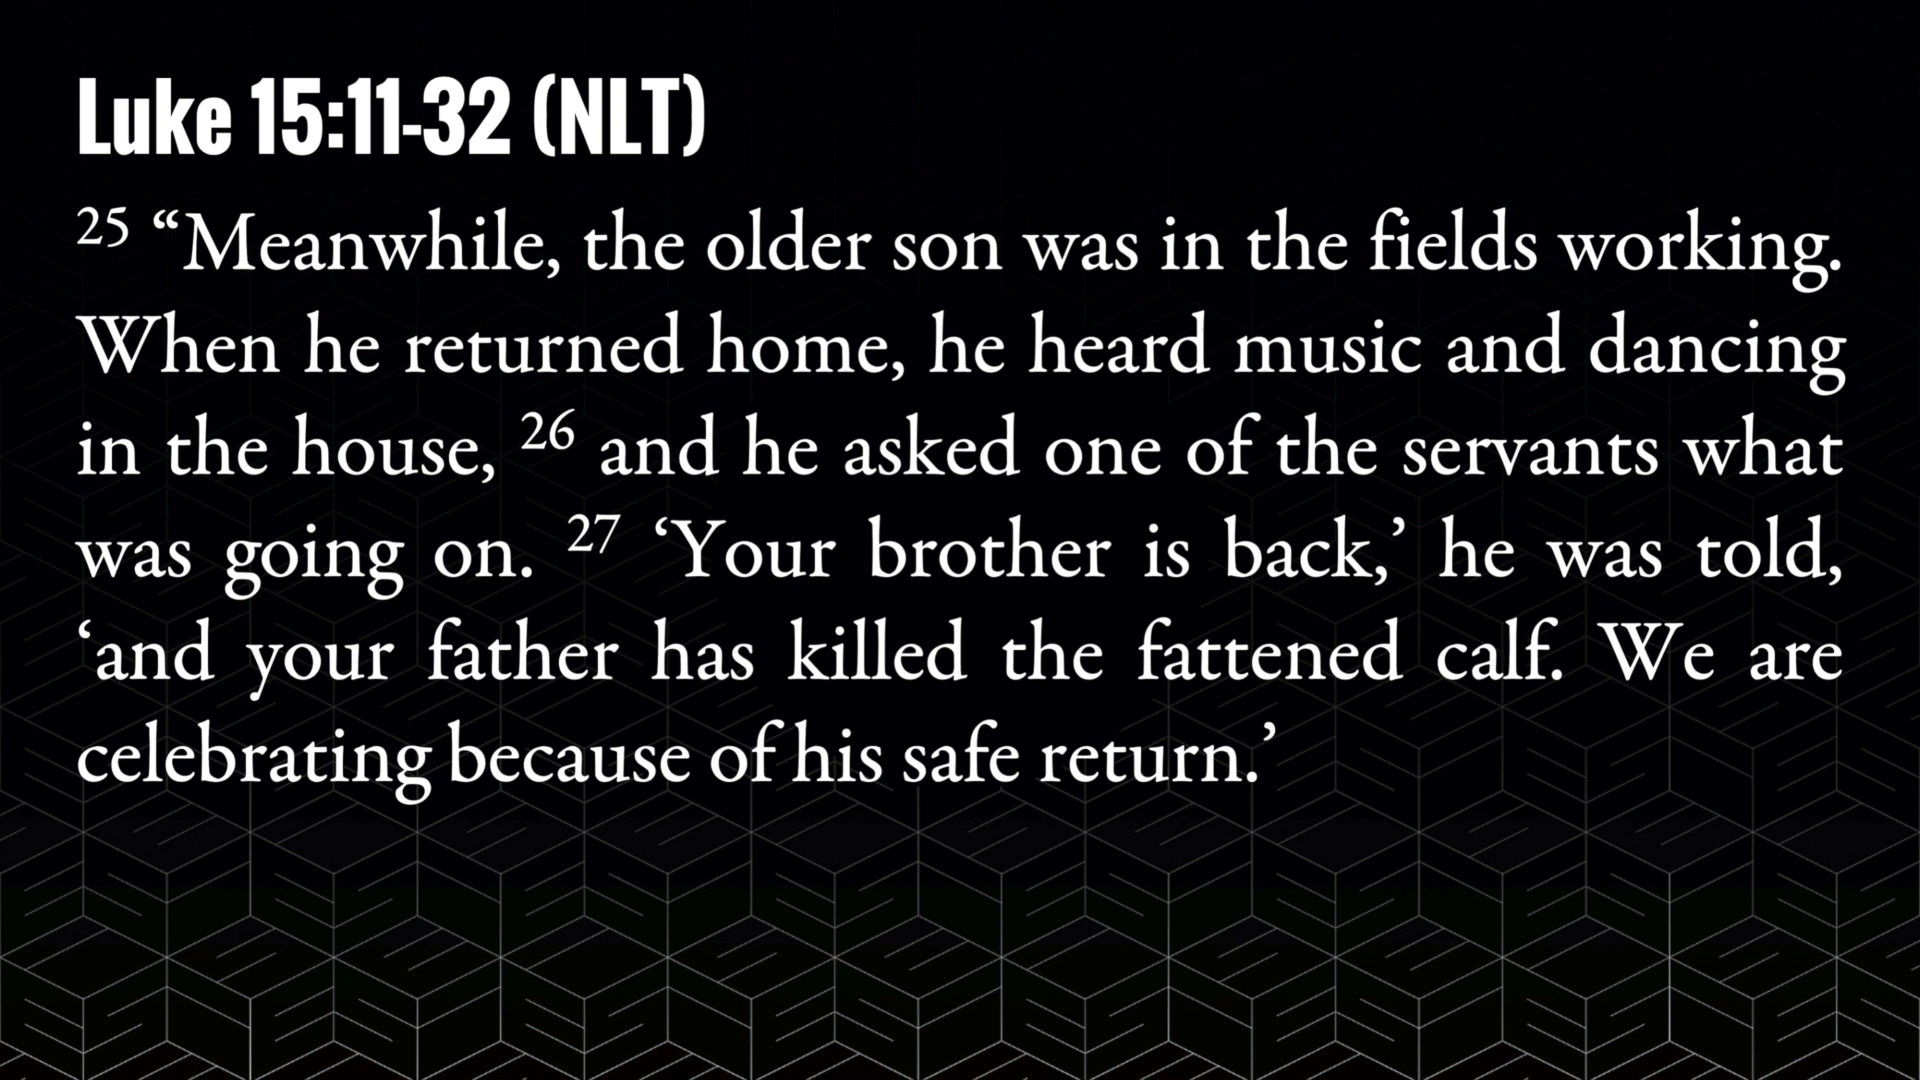 Luke 15:11-32 (NLT)
25 “Meanwhile, the older son was in the fields working.
When he returned home, he heard music and dancing
in the house, 26 and he asked one of the servants what
was going on. 27 ‘Your brother is back,’ he was told,
‘and your father has killed the fattened calf. We are
celebrating because of his safe return.’